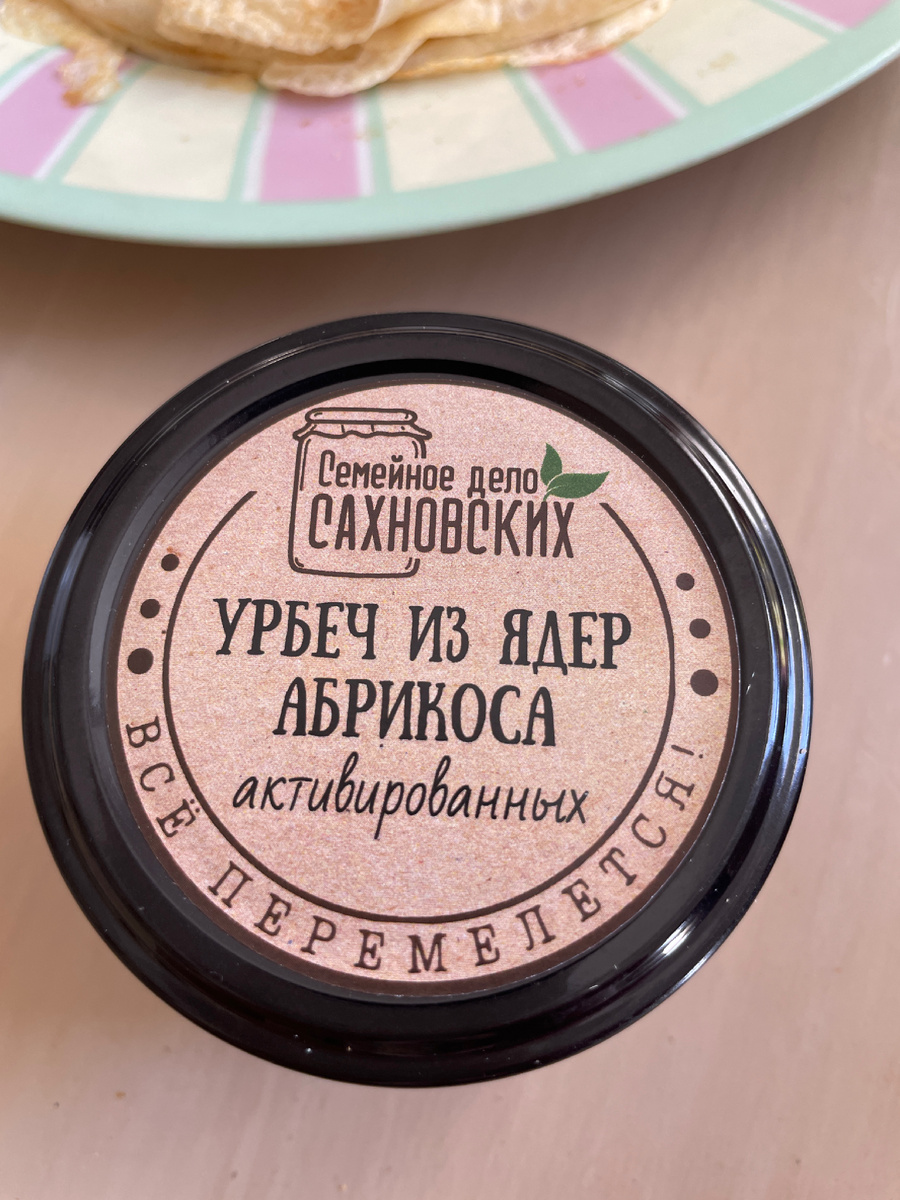 Семейное дело
САХНОВСКИХ
УРБЕЧ ИЗ ЯДЕР
АБРИКОСА
активированных
ВСЁ ПЕРЕМЕЛЕТСЯ!